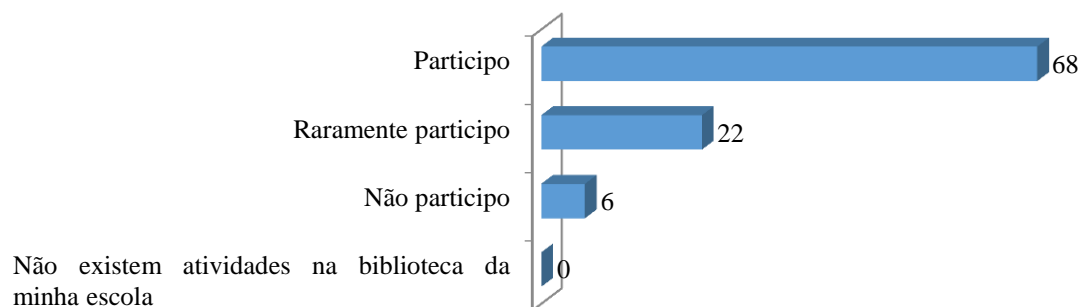 Participo
68
Raramente participo
22
Não participo
6
Não existem atividades na biblioteca da
minha escola
0